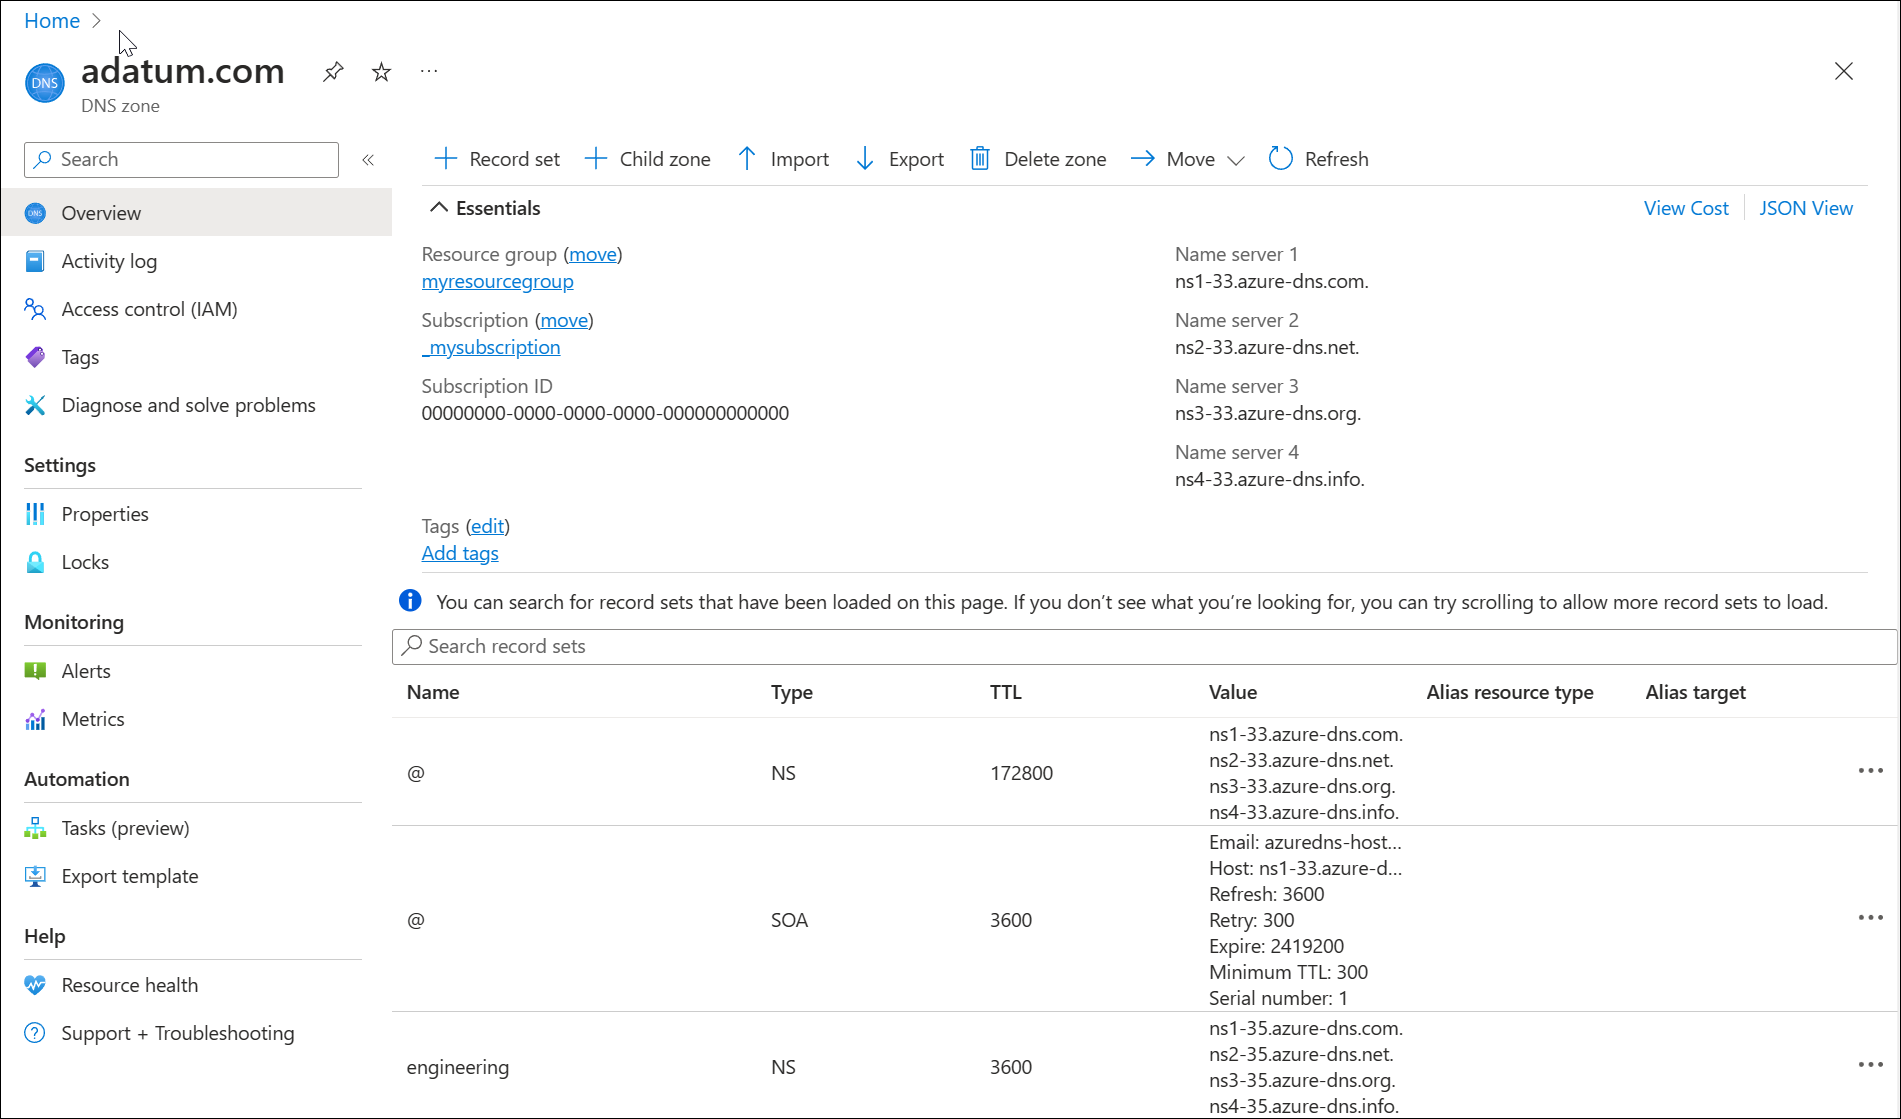 Home
adatum.com
DNS
DNS zone
Search
Record set
Child zone
Import
Export
Delete zone
Move
Refresh
DNS Overview
Activity log
Access control (IAM)
Tags
Diagnose and solve problems
Settings
Properties
Locks
Monitoring
Alerts
Metrics
Automation
Tasks (preview)
Export template
Help
Resource health
Support + Troubleshooting
Essentials
View Cost
JSON View
Resource group (move)
myresourcegroup
Subscription (move)
_mysubscription
Subscription ID
00000000-0000-0000-0000-000000000000
Name server 1
ns1-33.azure-dns.com.
Name server 2
ns2-33.azure-dns.net.
Name server 3
ns3-33.azure-dns.org.
Name server 4
ns4-33.azure-dns.info.
Tags (edit)
Add tags
You can search for record sets that have been loaded on this page. If you don’t see what you’re looking for, you can try scrolling to allow more record sets to load.
Search record sets
Name Type TTL Value Alias resource type Alias target
@ NS 172800
ns1-33.azure-dns.com.
ns2-33.azure-dns.net.
ns3-33.azure-dns.org.
ns4-33.azure-dns.info.
@ SOA 3600
Email: azuredns-host...
Host: ns1-33.azure-d...
Refresh: 3600
Retry: 300
Expire: 2419200
Minimum TTL: 300
Serial number: 1
engineering NS 3600
ns1-35.azure-dns.com.
ns2-35.azure-dns.net.
ns3-35.azure-dns.org.
ns4-35.azure-dns.info.